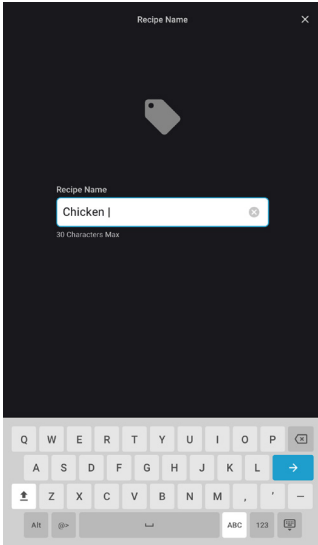 Recipe Name
Recipe Name
Chicken
30 Characters Max
Q W E R T Y U I O P
A S D F G H J K L
Z X C V B N M , ' –
Alt @> ABC 123